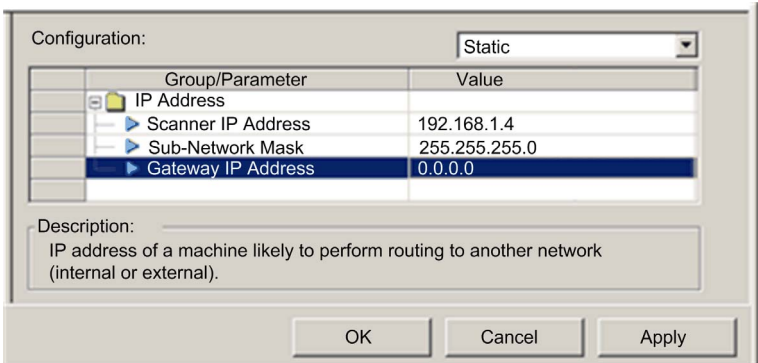 Configuration:
Static
Group/Parameter Value
IP Address
Scanner IP Address 192.168.1.4
Sub-Network Mask 255.255.255.0
Gateway IP Address 0.0.0.0
Description:
IP address of a machine likely to perform routing to another network
(internal or external).
OK Cancel Apply